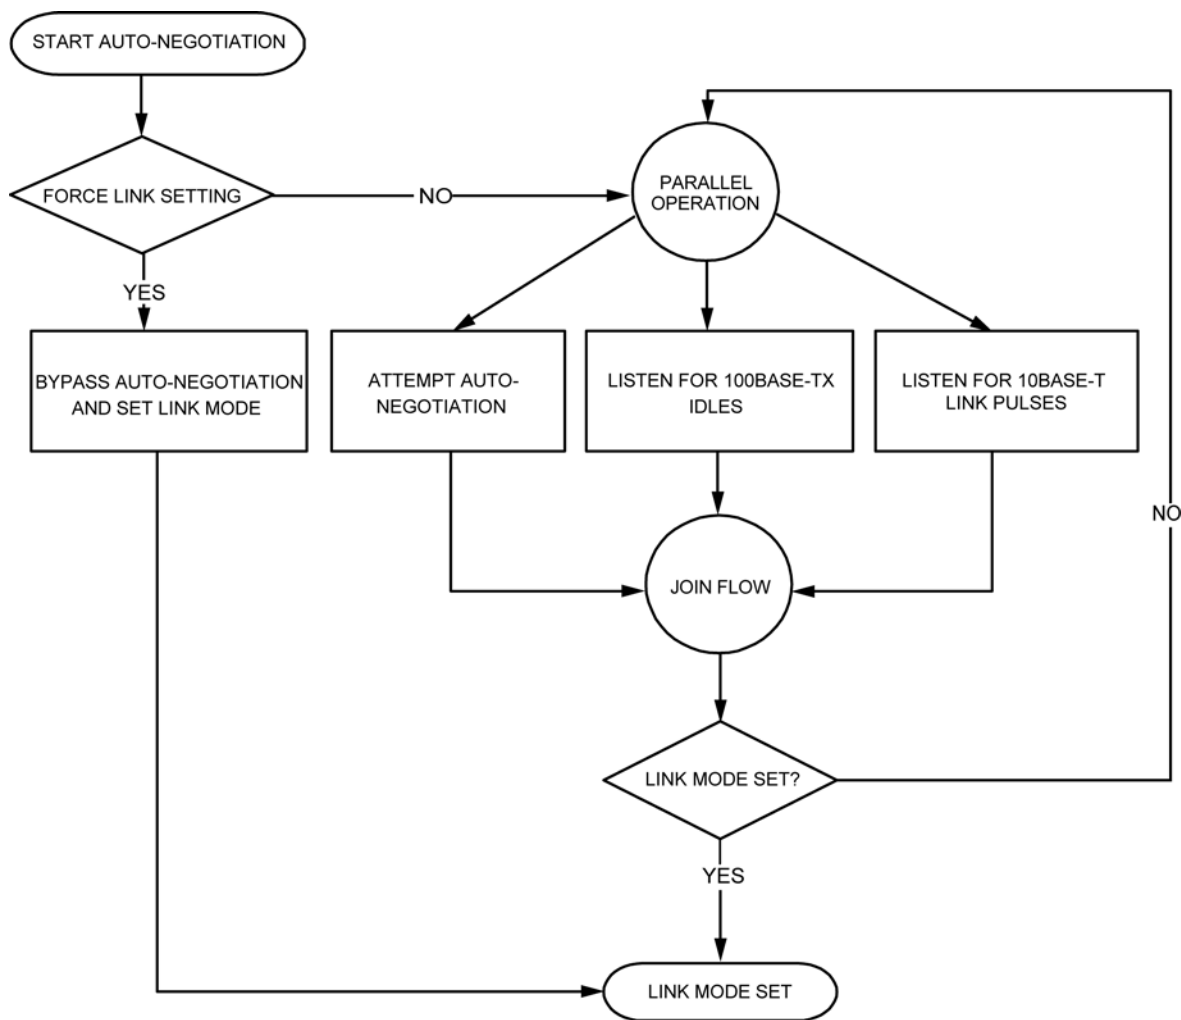 START AUTO-NEGOTIATION
FORCE LINK SETTING
NO
PARALLEL
OPERATION
YES
BYPASS AUTO-NEGOTIATION
AND SET LINK MODE
ATTEMPT AUTO-
NEGOTIATION
LISTEN FOR 100BASE-TX
IDLES
LISTEN FOR 10BASE-T
LINK PULSES
NO
JOIN FLOW
LINK MODE SET?
YES
LINK MODE SET